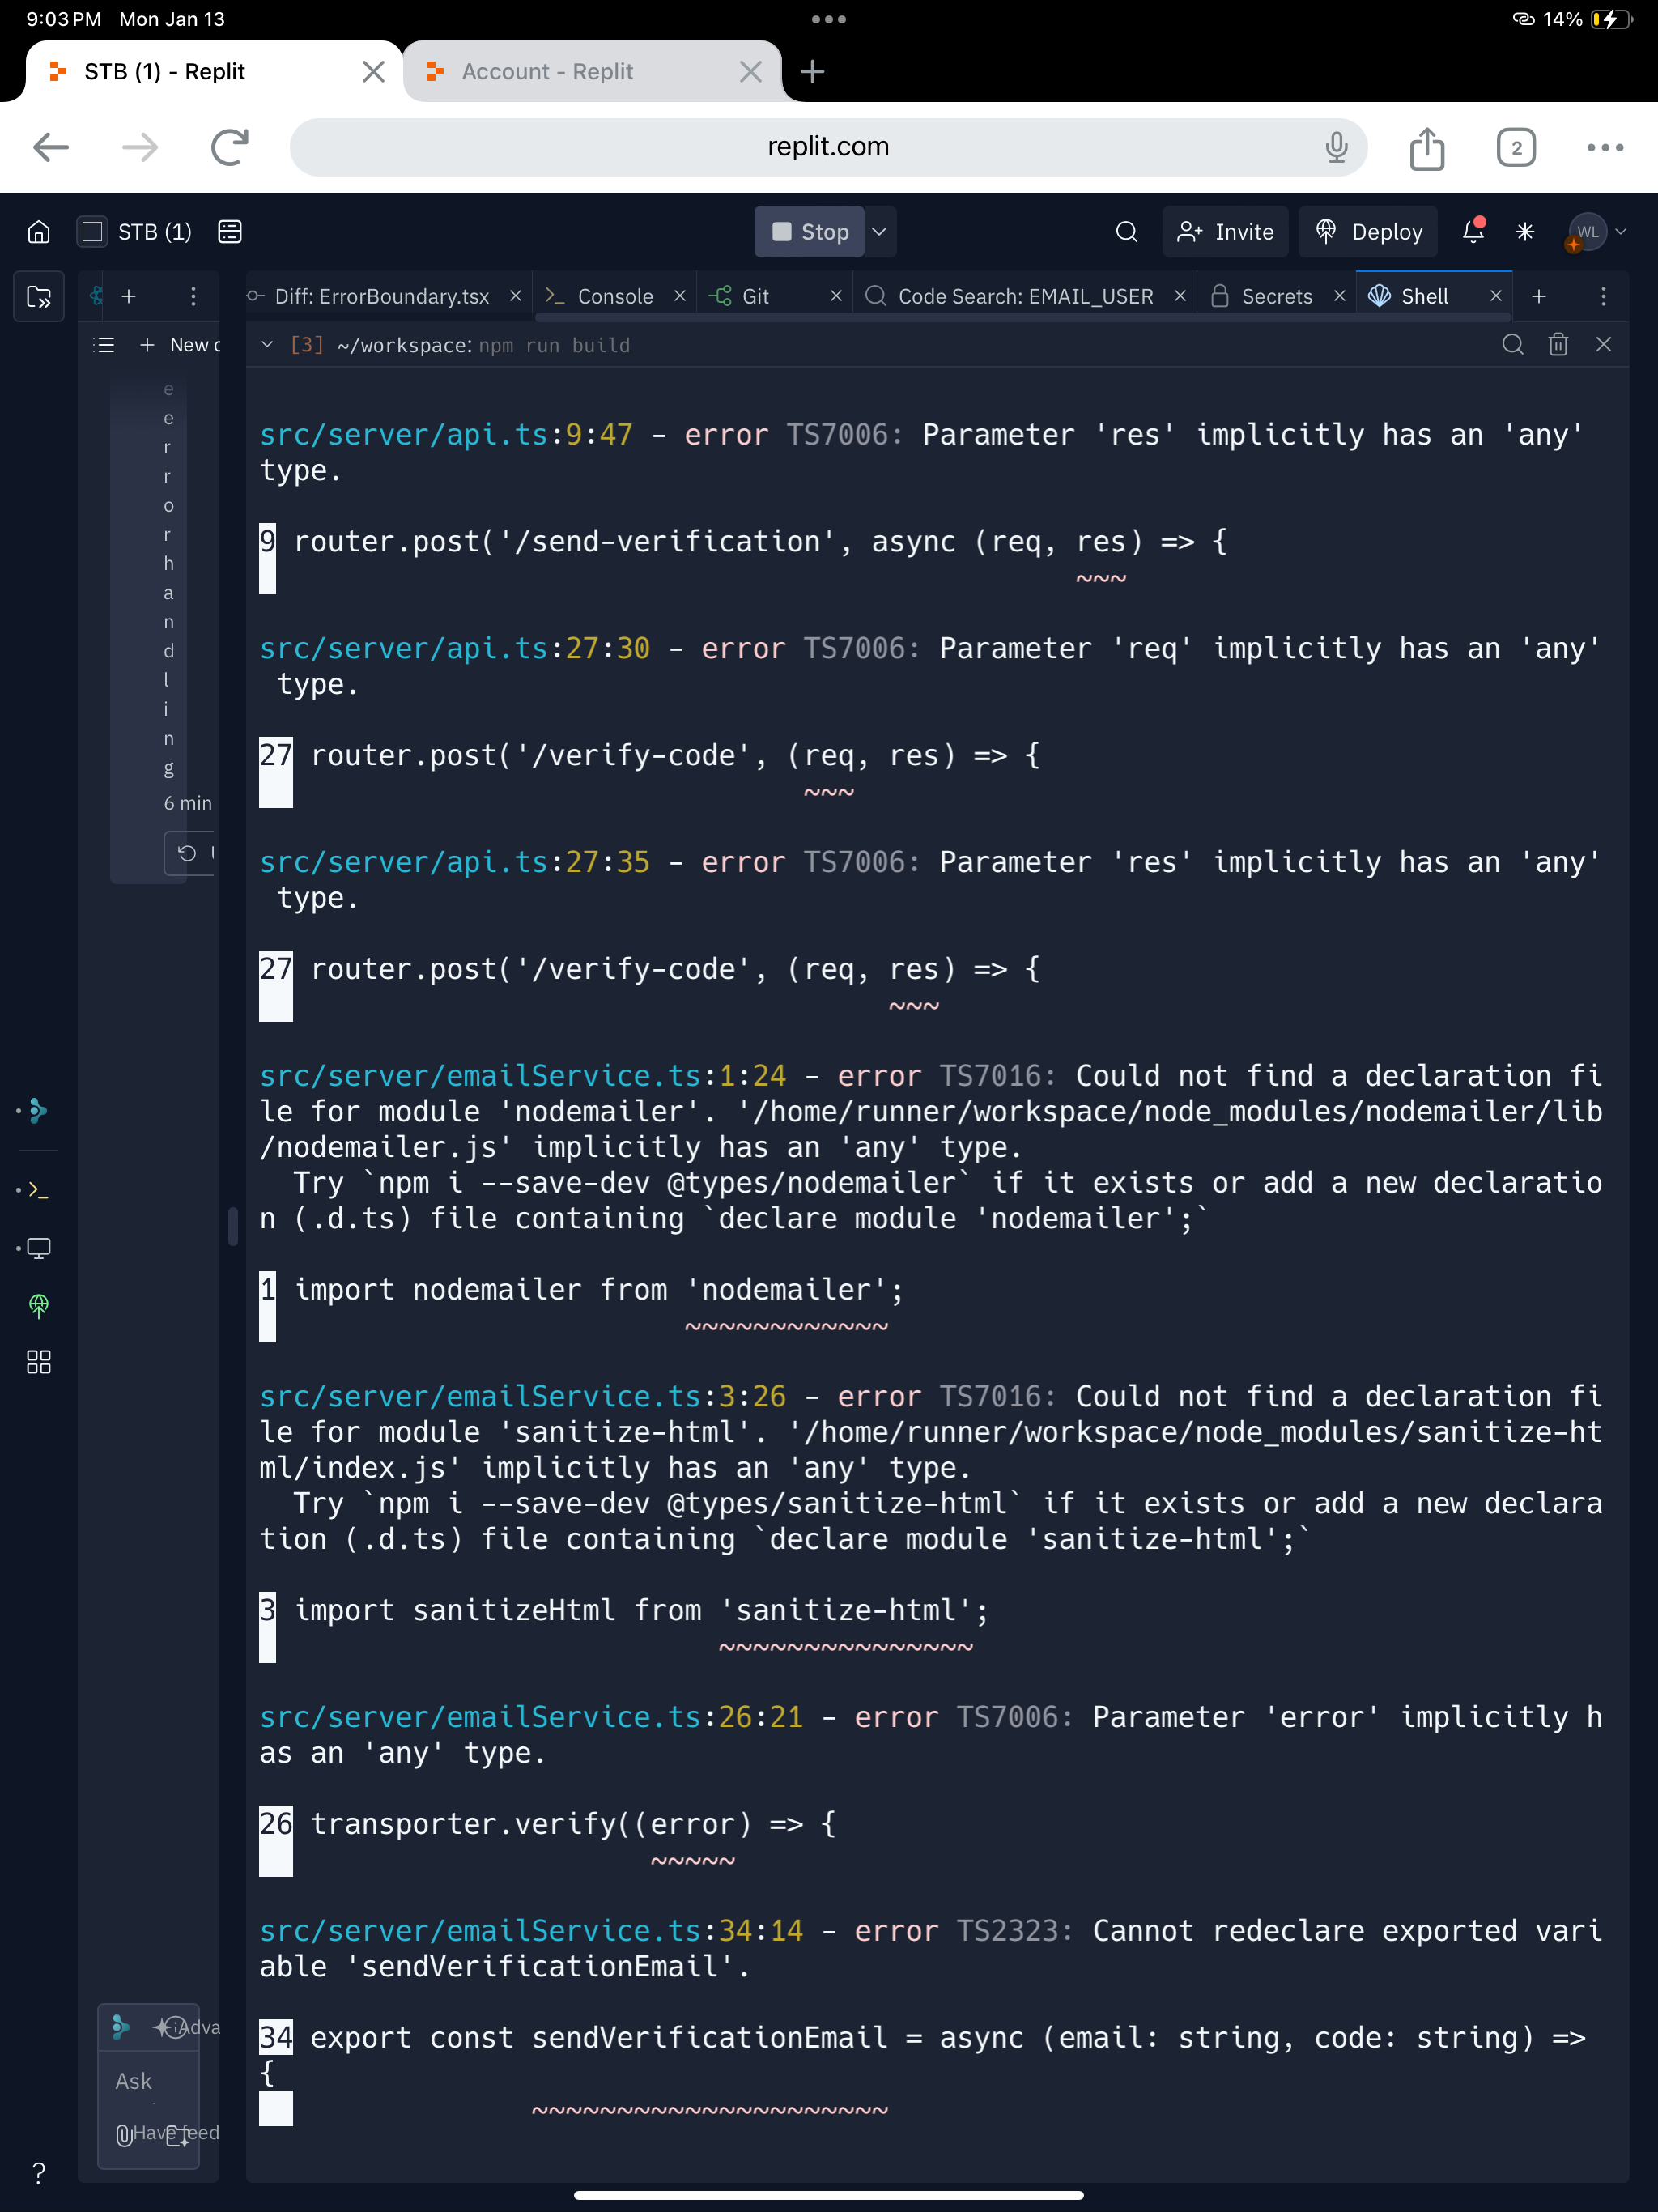 9:03 PM Mon Jan 13
14%
STB (1) - Replit
Account - Replit
replit.com
2
STB (1)
Stop
Invite
Deploy
WL
Diff: ErrorBoundary.tsx
Console
Git
Code Search: EMAIL_USER
Secrets
Shell
New c
[3] ~/workspace: npm run build
e
e
r
r
o
r
h
a
n
d
l
i
n
g
6 min
src/server/api.ts:9:47 - error TS7006: Parameter 'res' implicitly has an 'any'
type.
9 router.post('/send-verification', async (req, res) => {
~~~
src/server/api.ts:27:30 - error TS7006: Parameter 'req' implicitly has an 'any'
type.
27 router.post('/verify-code', (req, res) => {
~~~
src/server/api.ts:27:35 - error TS7006: Parameter 'res' implicitly has an 'any'
type.
27 router.post('/verify-code', (req, res) => {
~~~
src/server/emailService.ts:1:24 - error TS7016: Could not find a declaration fi
le for module 'nodemailer'. '/home/runner/workspace/node_modules/nodemailer/lib
/nodemailer.js' implicitly has an 'any' type.
Try `npm i --save-dev @types/nodemailer` if it exists or add a new declaratio
n (.d.ts) file containing `declare module 'nodemailer';`
1 import nodemailer from 'nodemailer';
~~~~~~~~~~~~
src/server/emailService.ts:3:26 - error TS7016: Could not find a declaration fi
le for module 'sanitize-html'. '/home/runner/workspace/node_modules/sanitize-ht
ml/index.js' implicitly has an 'any' type.
Try `npm i --save-dev @types/sanitize-html` if it exists or add a new declara
tion (.d.ts) file containing `declare module 'sanitize-html';`
3 import sanitizeHtml from 'sanitize-html';
~~~~~~~~~~~~~~~
src/server/emailService.ts:26:21 - error TS7006: Parameter 'error' implicitly h
as an 'any' type.
26 transporter.verify((error) => {
~~~~~
src/server/emailService.ts:34:14 - error TS2323: Cannot redeclare exported vari
able 'sendVerificationEmail'.
34 export const sendVerificationEmail = async (email: string, code: string) =>
{
~~~~~~~~~~~~~~~~~~~~~
Adva
Ask
Have feed
?